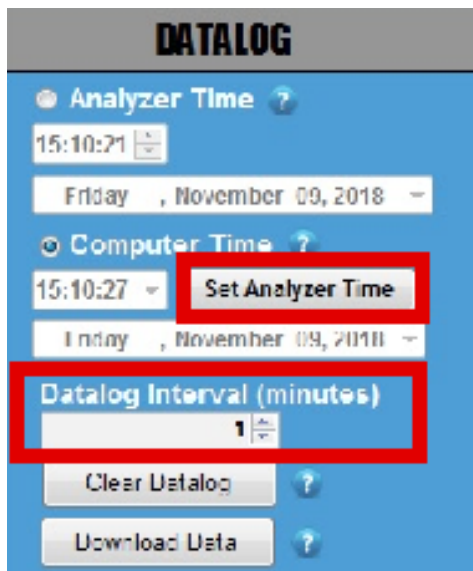 DATALOG
Analyzer Time ?
15:10:21
Friday , November 09, 2018
Computer Time ?
15:10:27 Set Analyzer Time
Friday , November 09, 2018
Datalog Interval (minutes)
1
Clear Datalog ?
Download Data ?